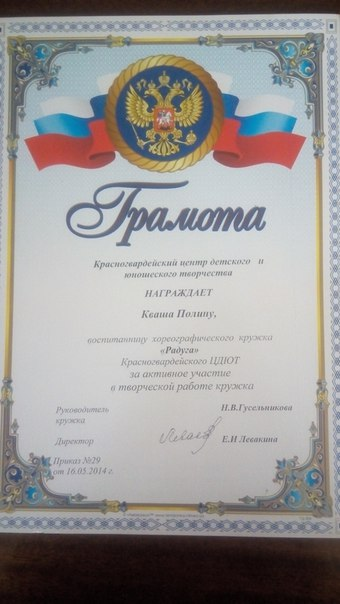 Грамота
Красногвардейский центр детского и
юношеского творчества
НАГРАЖДАЕТ
Кваша Полину,
воспитанницу хореографического кружка
«Радуга»
Красногвардейского ЦДЮТ
за активное участие
в творческой работе кружка
Руководитель Н.В.Гусельникова
кружка
Директор Е.И Левакина
Приказ №29
от 16.05.2014 г.